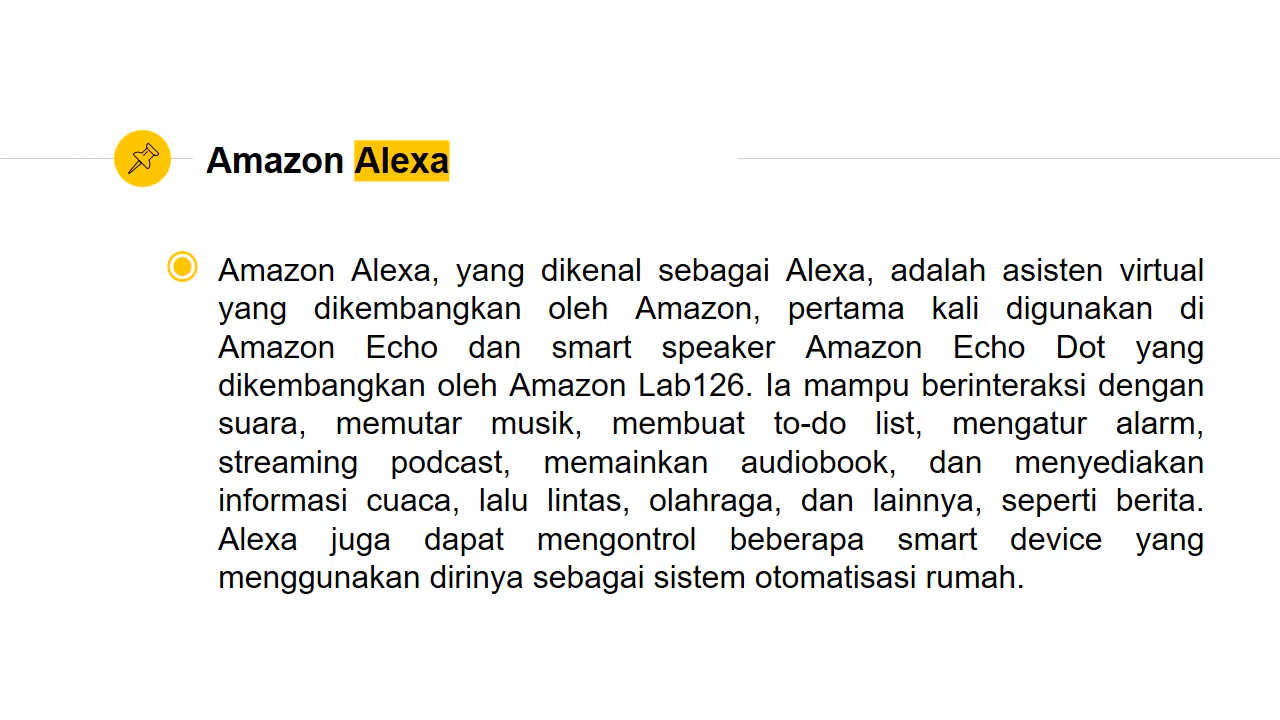 Amazon Alexa
Amazon Alexa, yang dikenal sebagai Alexa, adalah asisten virtual
yang dikembangkan oleh Amazon, pertama kali digunakan di
Amazon Echo dan smart speaker Amazon Echo Dot yang
dikembangkan oleh Amazon Lab126. Ia mampu berinteraksi dengan
suara, memutar musik, membuat to-do list, mengatur alarm,
streaming podcast, memainkan audiobook, dan menyediakan
informasi cuaca, lalu lintas, olahraga, dan lainnya, seperti berita.
Alexa juga dapat mengontrol beberapa smart device yang
menggunakan dirinya sebagai sistem otomatisasi rumah.